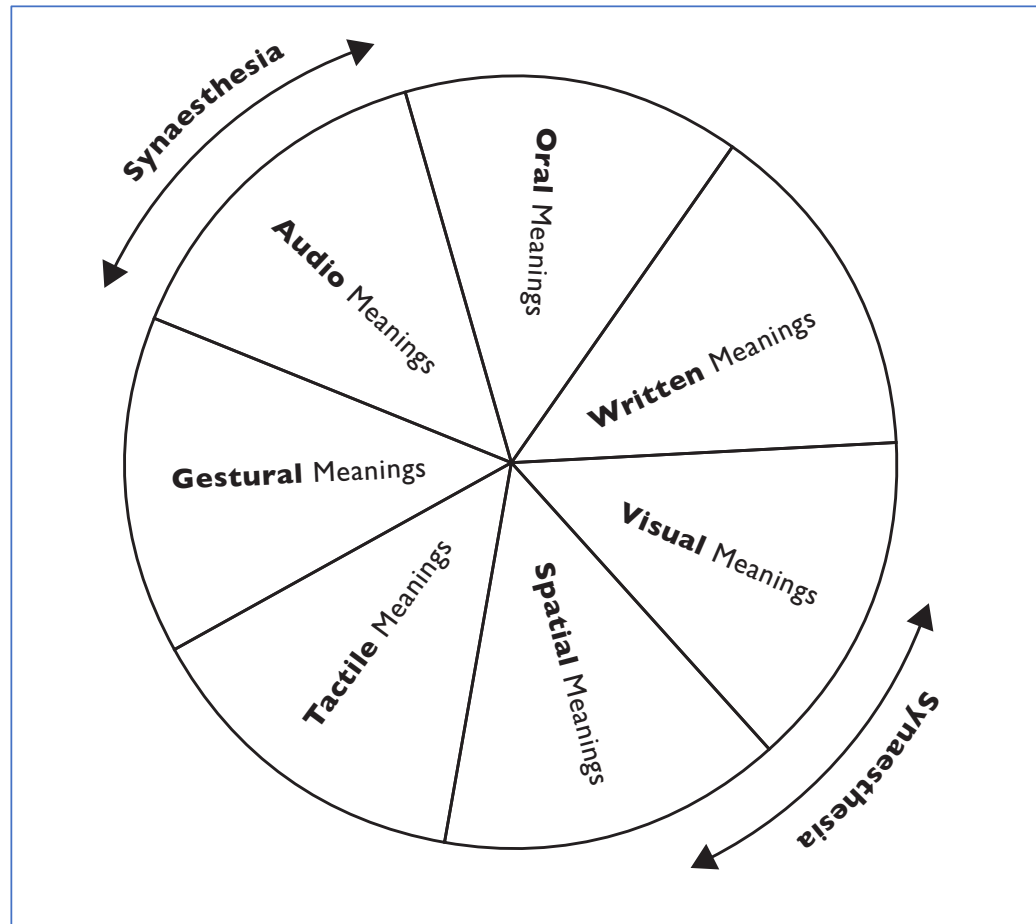 Synaesthesia
Oral Meanings
Audio Meanings
Written Meanings
Gestural Meanings
Visual Meanings
Tactile Meanings
Spatial Meanings
Synaesthesia